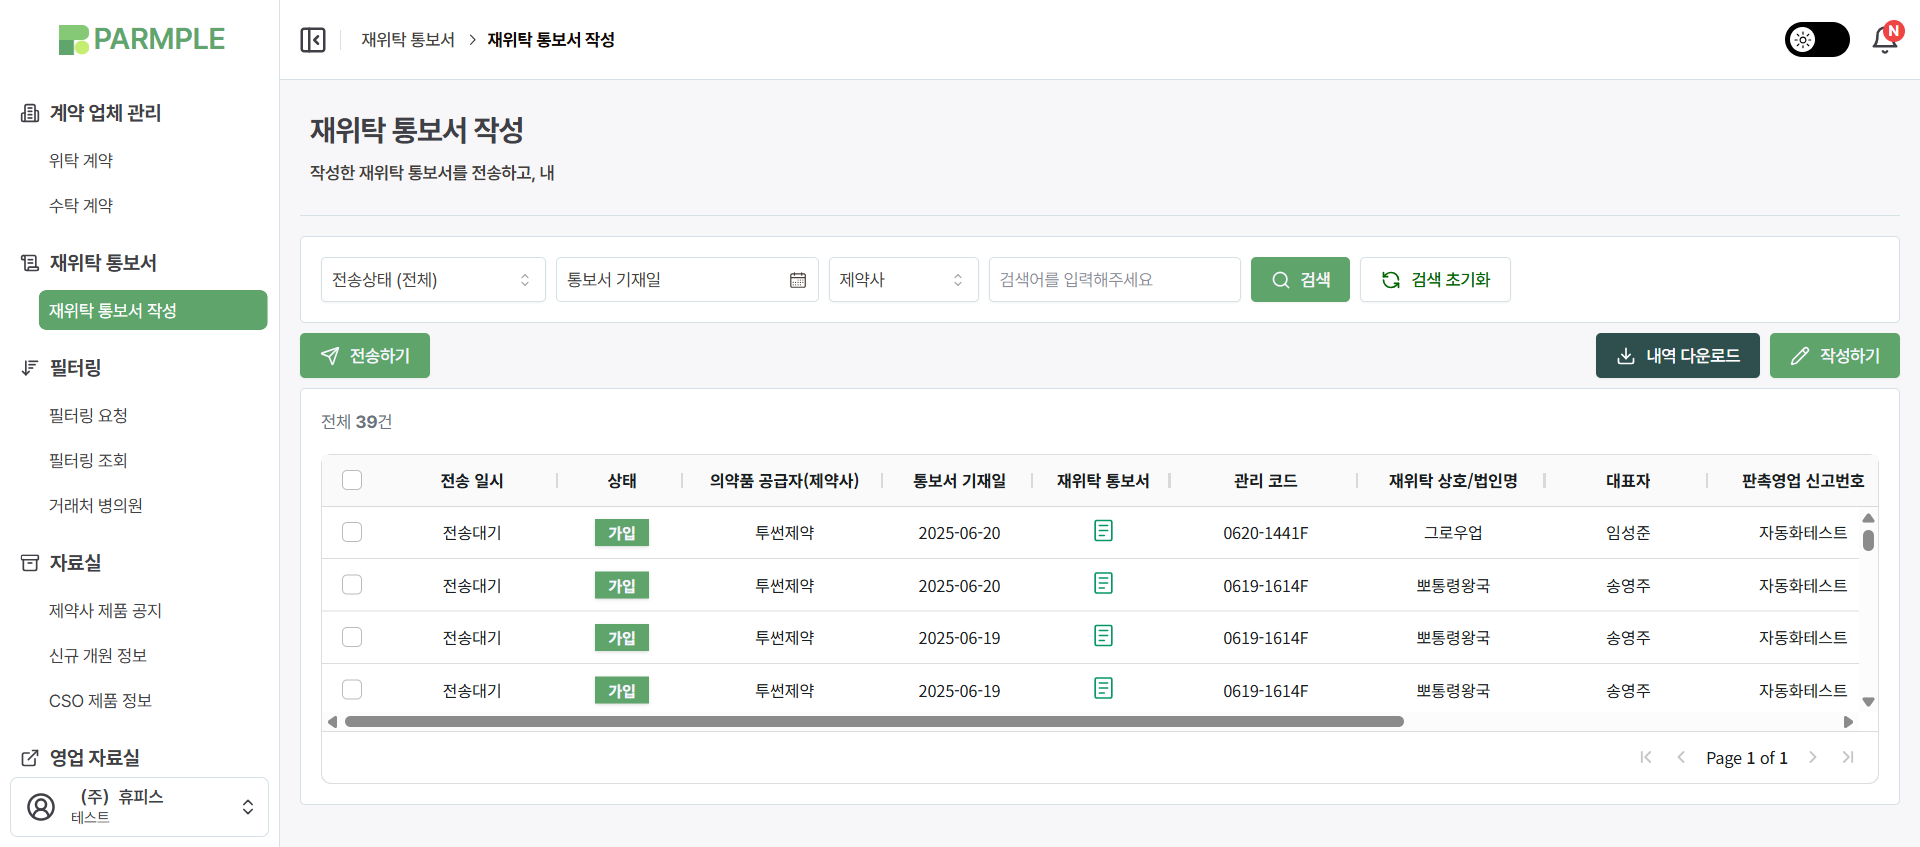 PARMPLE
계약 업체 관리
위탁 계약
수탁 계약
재위탁 통보서
재위탁 통보서 작성
필터링
필터링 요청
필터링 조회
거래처 병의원
자료실
제약사 제품 공지
신규 개원 정보
CSO 제품 정보
영업 자료실
(주) 휴피스
테스트
재위탁 통보서 > 재위탁 통보서 작성
N
재위탁 통보서 작성
작성한 재위탁 통보서를 전송하고, 내
전송상태 (전체) 통보서 기재일 제약사 검색어를 입력해주세요 검색 검색 초기화
전송하기 내역 다운로드 작성하기
전체 39건
전송 일시 상태 의약품 공급자(제약사) 통보서 기재일 재위탁 통보서 관리 코드 재위탁 상호/법인명 대표자 판촉영업 신고번호
전송대기 가입 투썬제약 2025-06-20 0620-1441F 그로우업 임성준 자동화테스트
전송대기 가입 투썬제약 2025-06-20 0619-1614F 뽀통령왕국 송영주 자동화테스트
전송대기 가입 투썬제약 2025-06-19 0619-1614F 뽀통령왕국 송영주 자동화테스트
전송대기 가입 투썬제약 2025-06-19 0619-1614F 뽀통령왕국 송영주 자동화테스트
Page 1 of 1